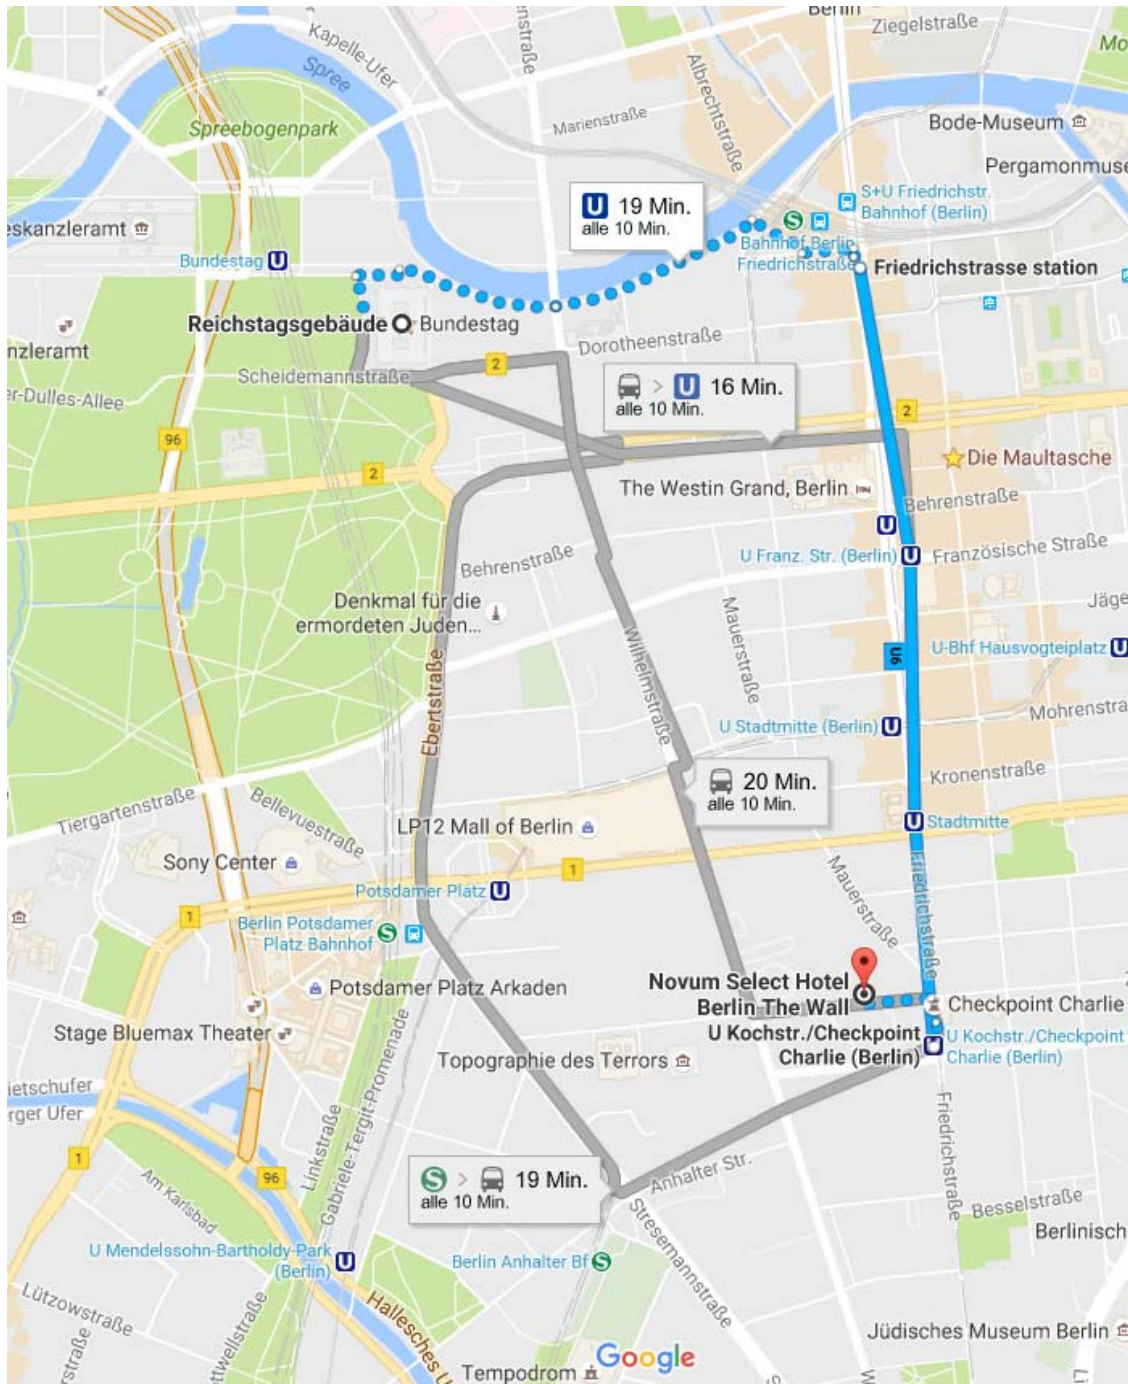 Berlin
Ziegelstraße
Kapelle-Ufer
Spree
Albrechtstraße
Marienstraße
Spreebogenpark
Bode-Museum
U 19 Min.
alle 10 Min.
S+U Friedrichstr.
Bahnhof (Berlin)
eskanzleramt
Bundestag U
S
Bahnhof Berlin
Friedrichstraße
Friedrichstrasse station
Reichstagsgebäude
Bundestag
nzleramt
Dorotheenstraße
Scheidemannstraße
2
er-Dulles-Allee
> U 16 Min.
alle 10 Min.
2
96
2
Die Maultasche
The Westin Grand, Berlin
Behrenstraße
U
U Franz. Str. (Berlin) U
Französische Straße
Behrenstraße
Denkmal für die
ermordeten Juden...
Mauerstraße
Jäge
Wilhelmstraße
U6
U-Bhf Hausvogteiplatz U
Ebertstraße
U Stadtmitte (Berlin) U
Mohrenstra
Kronenstraße
20 Min.
alle 10 Min.
Tiergartenstraße
Bellevuestraße
LP12 Mall of Berlin
U Stadtmitte
Sony Center
1
Friedrichstraße
Mauerstraße
Potsdamer Platz U
1
Berlin Potsdamer
Platz Bahnhof
S
Potsdamer Platz Arkaden
Novum Select Hotel
Berlin The Wall
Checkpoint Charlie
Stage Bluemax Theater
U Kochstr./Checkpoint
Charlie (Berlin)
U
U Kochstr./Checkpoint
Charlie (Berlin)
Topographie des Terrors
ietschufer
rger Ufer
Linkstraße
Gabriele-Tergit-Promenade
Friedrichstraße
1
96
S > 19 Min.
alle 10 Min.
Anhalter Str.
Am Karlsbad
Stresemannstraße
Besselstraße
Berlinisch
U Mendelssohn-Bartholdy-Park
(Berlin)
U
Berlin Anhalter Bf S
Lützowstraße
Hallesches U
ottwellstraße
Jüdisches Museum Berlin
Google
Tempodrom
W
Li
rstraße
Mo
Pergamonmuse
nstraße